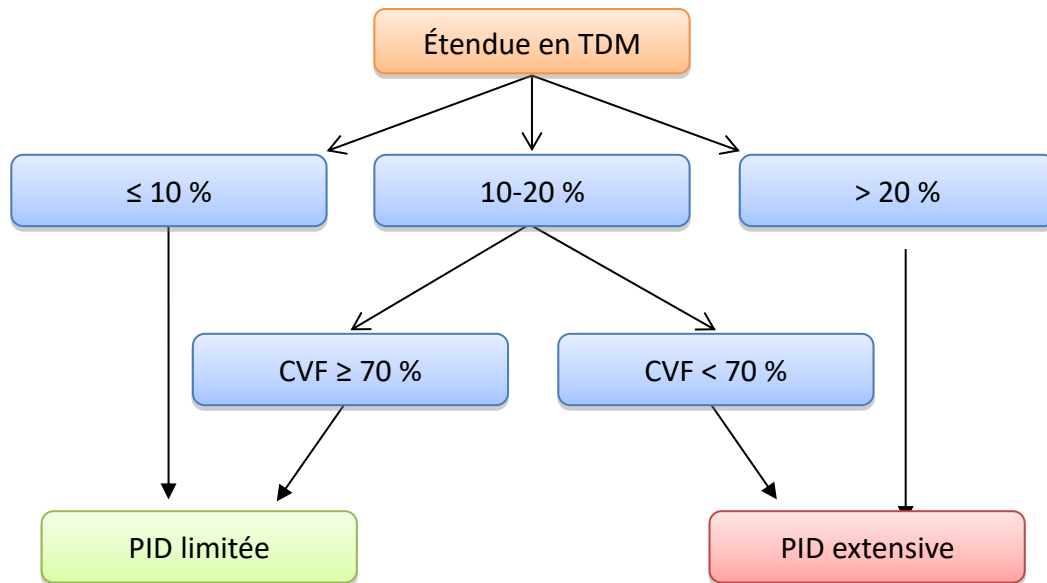 Étendue en TDM
≤ 10 %
10-20 %
> 20 %
CVF ≥ 70 %
CVF < 70 %
PID limitée
PID extensive